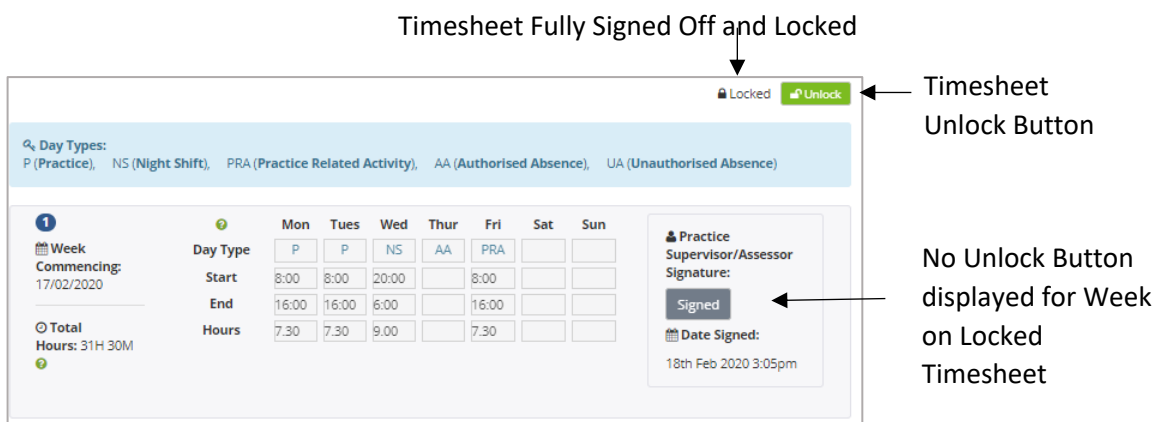 Timesheet Fully Signed Off and Locked
Locked Unlock
Timesheet
Unlock Button
Day Types:
P (Practice), NS (Night Shift), PRA (Practice Related Activity), AA (Authorised Absence), UA (Unauthorised Absence)
1
Week
Commencing:
17/02/2020
Total
Hours: 31H 30M
?
? Mon Tues Wed Thur Fri Sat Sun
Day Type P P NS AA PRA
Start 8:00 8:00 20:00 8:00
End 16:00 16:00 6:00 16:00
Hours 7.30 7.30 9.00 7.30
Practice
Supervisor/Assessor
Signature:
Signed
Date Signed:
18th Feb 2020 3:05pm
No Unlock Button
displayed for Week
on Locked
Timesheet